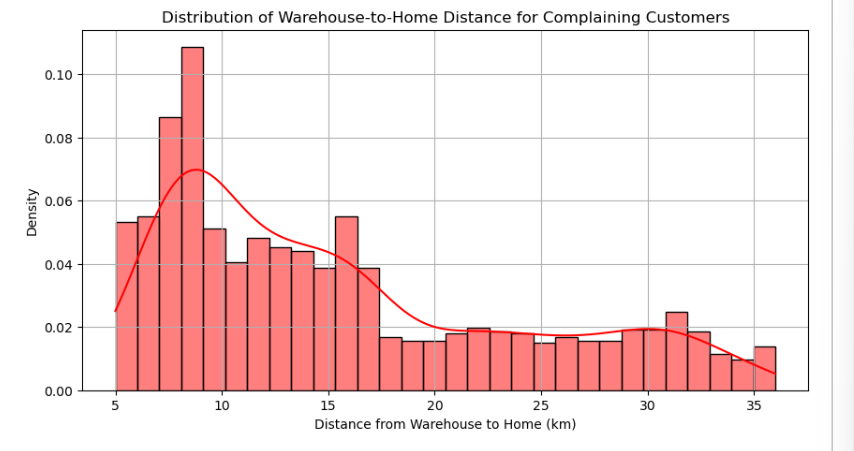 Distribution of Warehouse-to-Home Distance for Complaining Customers
0.10
0.08
0.06
0.04
0.02
0.00
Density
5 10 15 20 25 30 35
Distance from Warehouse to Home (km)